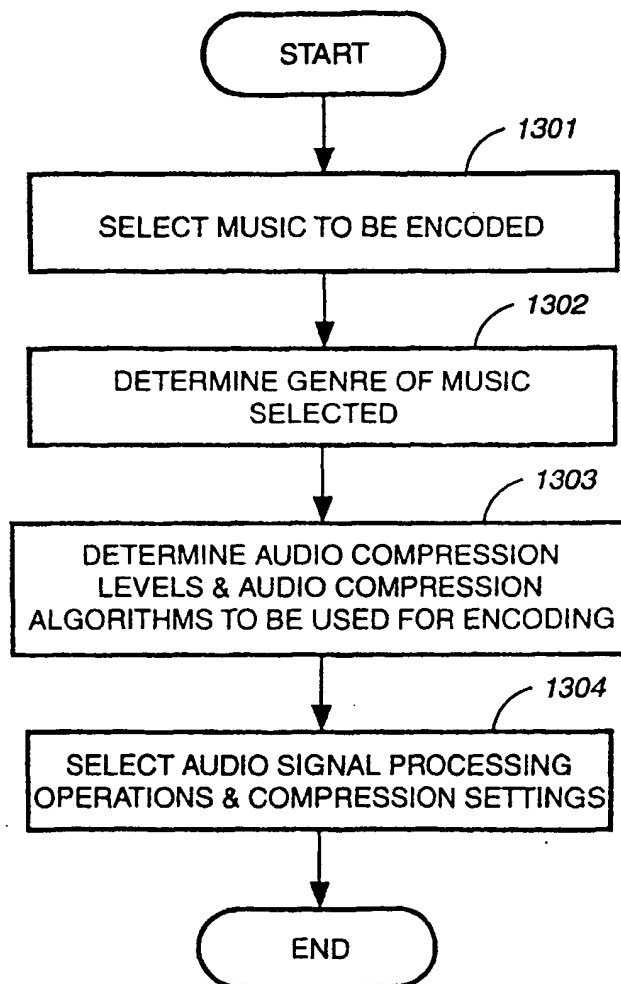 START
1301
SELECT MUSIC TO BE ENCODED
1302
DETERMINE GENRE OF MUSIC
SELECTED
1303
DETERMINE AUDIO COMPRESSION
LEVELS & AUDIO COMPRESSION
ALGORITHMS TO BE USED FOR ENCODING
1304
SELECT AUDIO SIGNAL PROCESSING
OPERATIONS & COMPRESSION SETTINGS
END